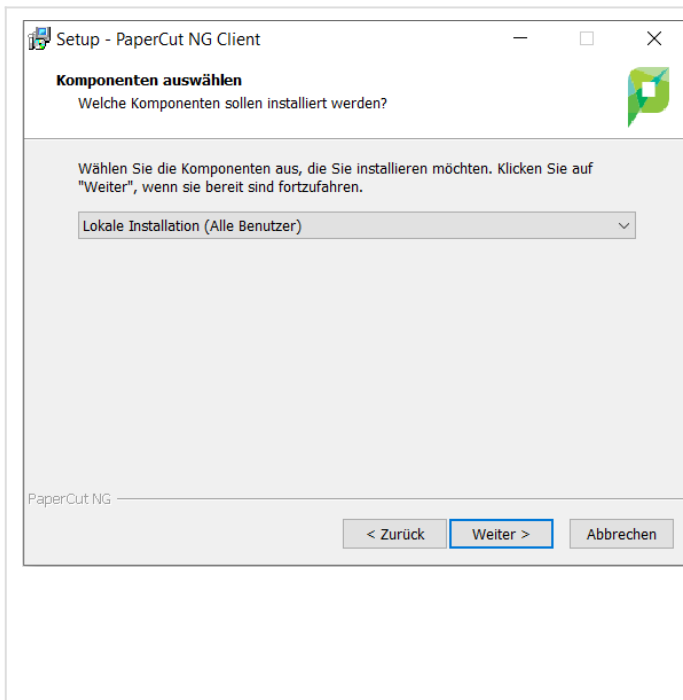 Setup - PaperCut NG Client
Komponenten auswählen
Welche Komponenten sollen installiert werden?
Wählen Sie die Komponenten aus, die Sie installieren möchten. Klicken Sie auf
"Weiter", wenn sie bereit sind fortzufahren.
Lokale Installation (Alle Benutzer)
PaperCut NG
< Zurück
Weiter >
Abbrechen